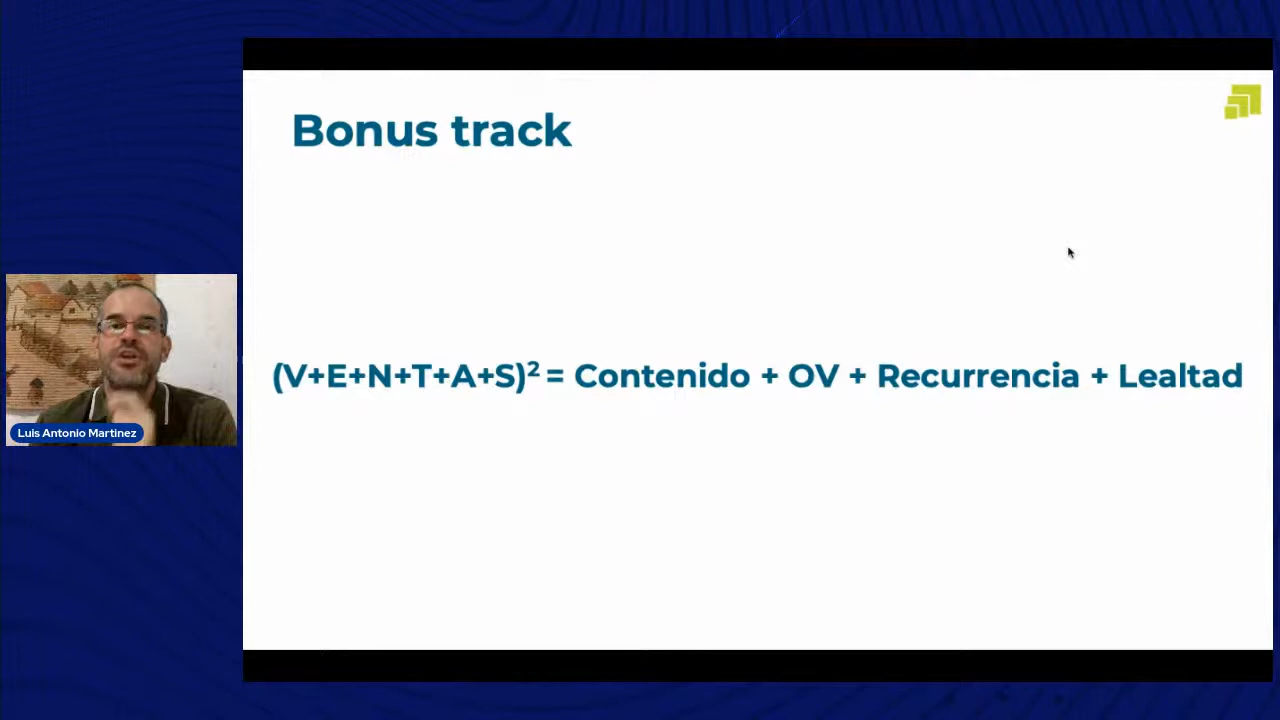 Bonus track
(V+E+N+T+A+S)² = Contenido + OV + Recurrencia + Lealtad
Luis Antonio Martinez